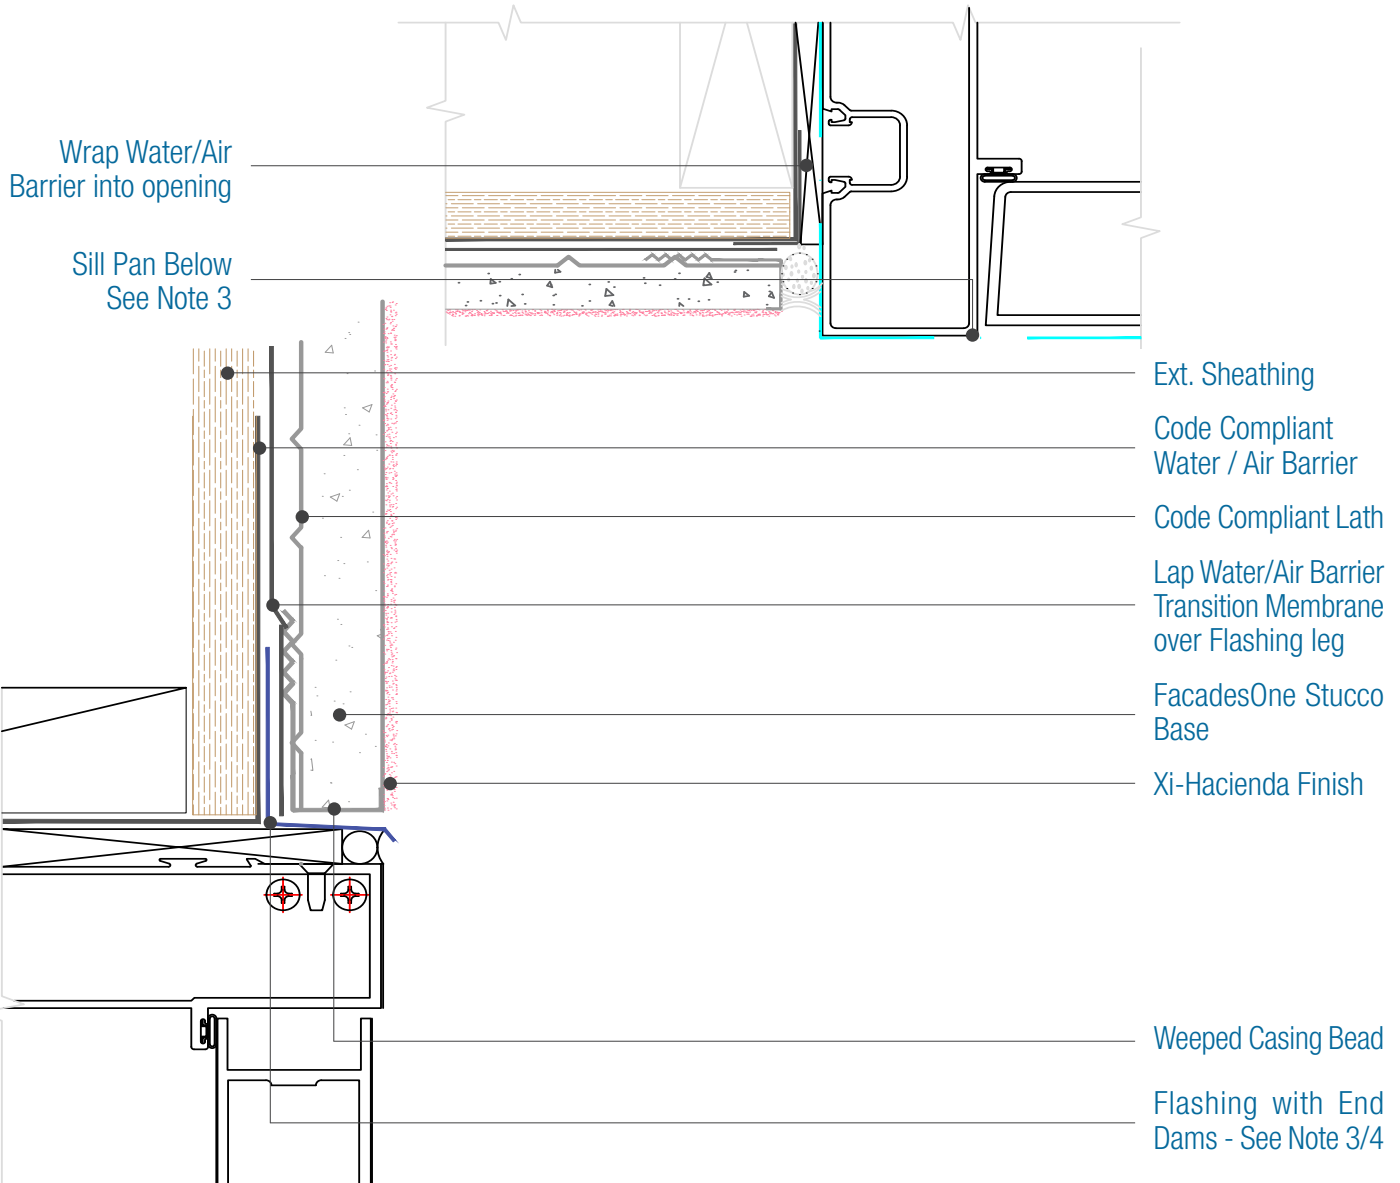 Wrap Water/Air
Barrier into opening
Sill Pan Below
See Note 3
Ext. Sheathing
Code Compliant
Water / Air Barrier
Code Compliant Lath
Lap Water/Air Barrier
Transition Membrane
over Flashing leg
FacadesOne Stucco
Base
Xi-Hacienda Finish
Weeped Casing Bead
Flashing with End
Dams - See Note 3/4